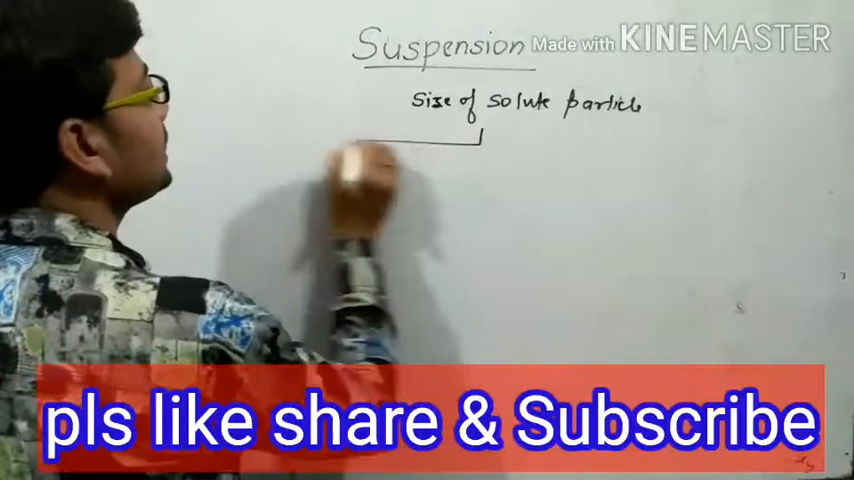 Suspension
Made with KINEMASTER
Size of solute particle
pls like share & Subscribe